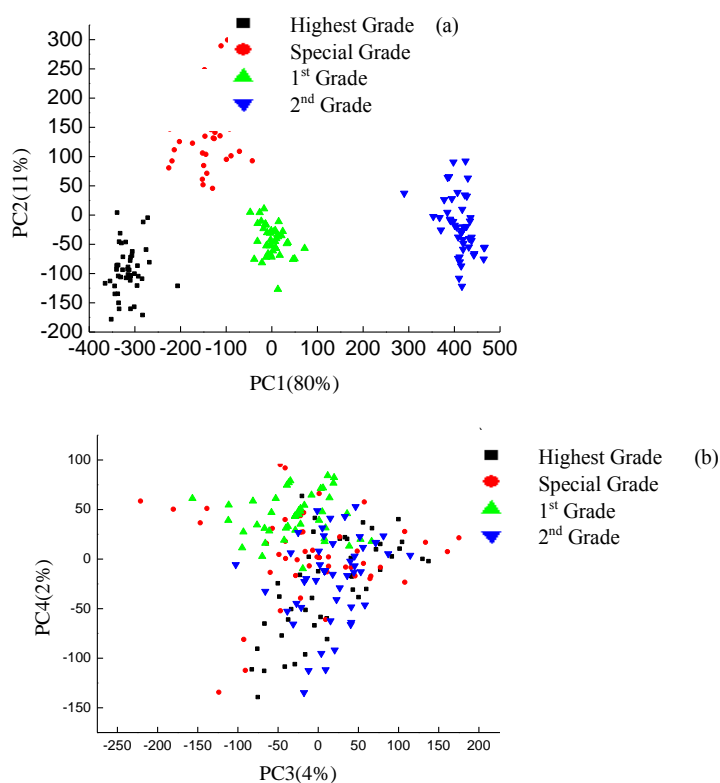 Highest Grade (a)
Special Grade
1st Grade
2nd Grade
300
250
200
150
100
50
0
-50
-100
-150
-200
PC2(11%)
-400 -300 -200 -100 0 100 200 300 400 500
PC1(80%)
Highest Grade (b)
Special Grade
1st Grade
2nd Grade
100
50
0
-50
-100
-150
PC4(2%)
-250 -200 -150 -100 -50 0 50 100 150 200
PC3(4%)